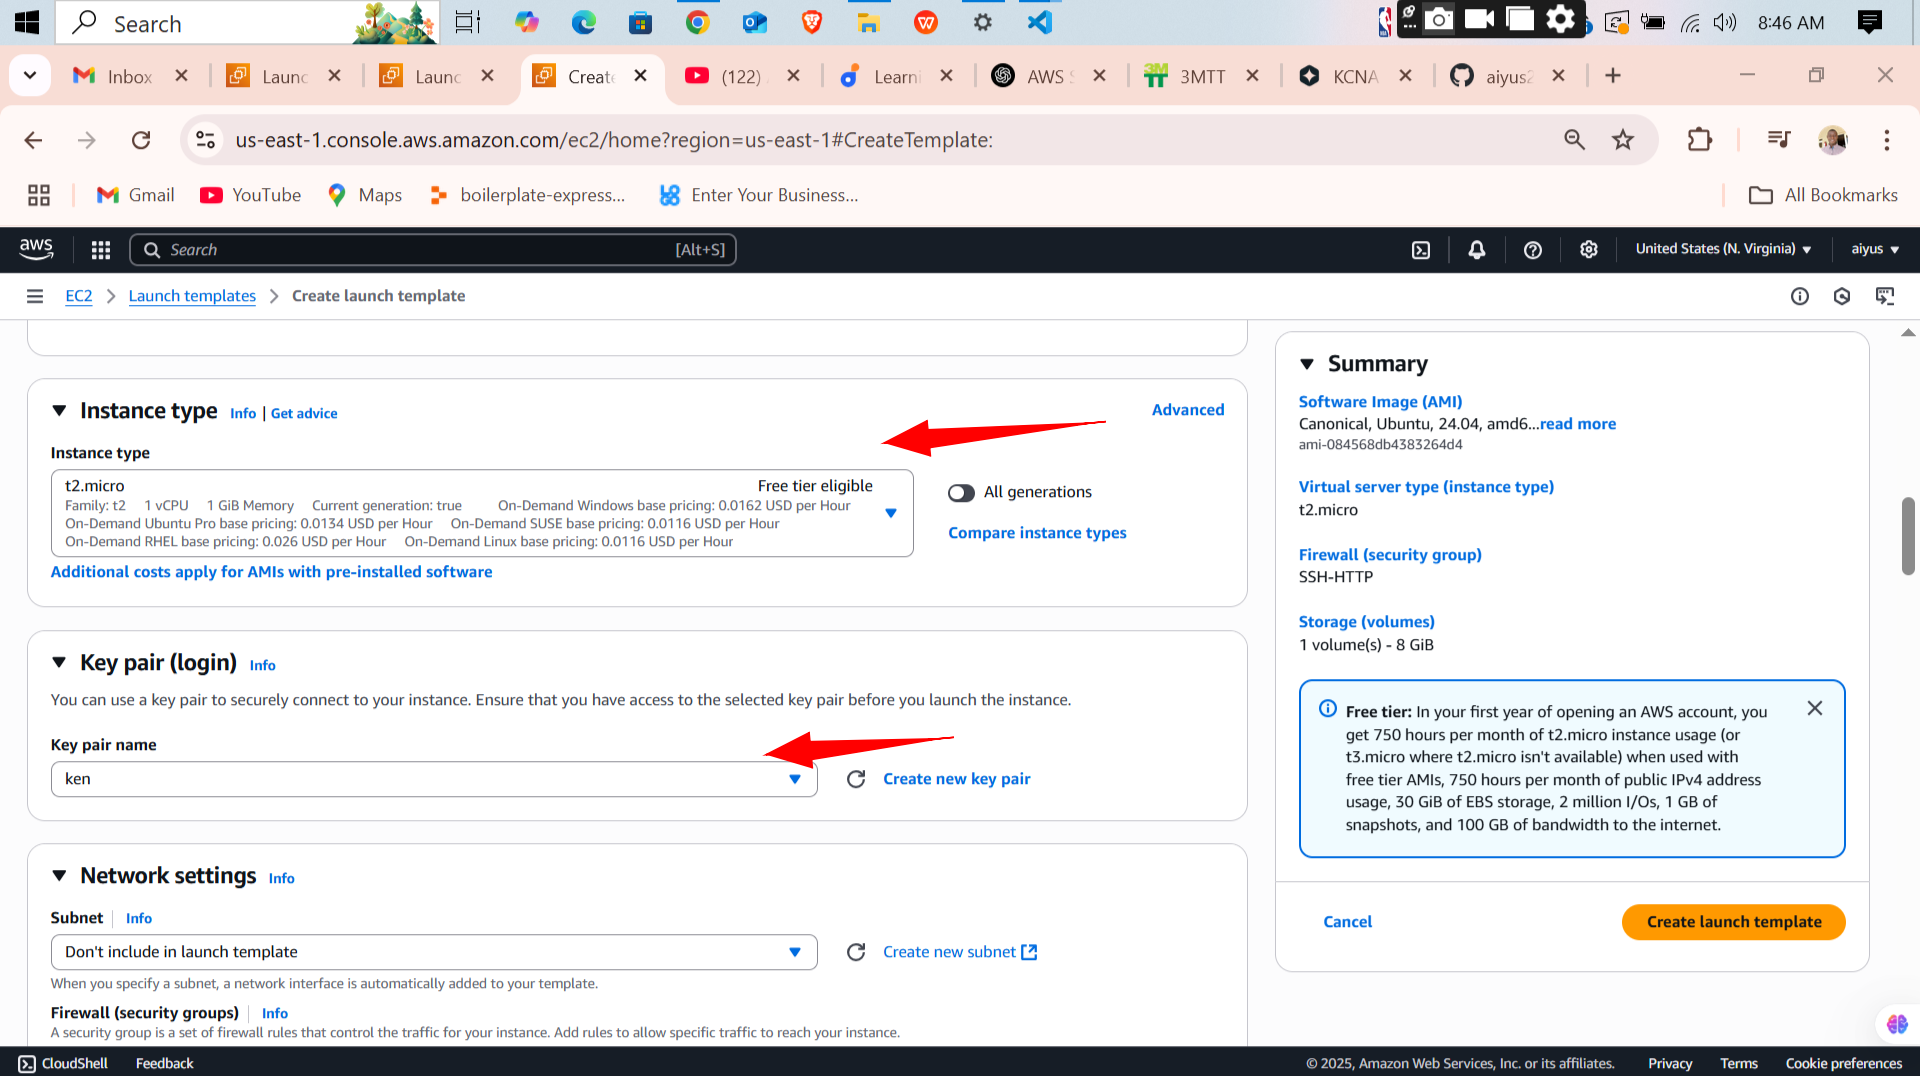 Search
8:46 AM
Inbox
Launc
Launc
Create
(122)
Learni
AWS S
3MTT
KCNA
aiyus2
us-east-1.console.aws.amazon.com/ec2/home?region=us-east-1#CreateTemplate:
Gmail
YouTube
Maps
boilerplate-express...
Enter Your Business...
All Bookmarks
aws
Search
[Alt+S]
United States (N. Virginia)
aiyus
EC2
Launch templates
Create launch template
Instance type
Info | Get advice
Advanced
Instance type
t2.micro
Free tier eligible
Family: t2 1 vCPU 1 GiB Memory Current generation: true On-Demand Windows base pricing: 0.0162 USD per Hour
On-Demand Ubuntu Pro base pricing: 0.0134 USD per Hour On-Demand SUSE base pricing: 0.0116 USD per Hour
On-Demand RHEL base pricing: 0.026 USD per Hour On-Demand Linux base pricing: 0.0116 USD per Hour
All generations
Compare instance types
Additional costs apply for AMIs with pre-installed software
Key pair (login)
Info
You can use a key pair to securely connect to your instance. Ensure that you have access to the selected key pair before you launch the instance.
Key pair name
ken
Create new key pair
Network settings
Info
Subnet
Info
Don't include in launch template
Create new subnet
When you specify a subnet, a network interface is automatically added to your template.
Firewall (security groups)
Info
A security group is a set of firewall rules that control the traffic for your instance. Add rules to allow specific traffic to reach your instance.
Summary
Software Image (AMI)
Canonical, Ubuntu, 24.04, amd6...read more
ami-084568db4383264d4
Virtual server type (instance type)
t2.micro
Firewall (security group)
SSH-HTTP
Storage (volumes)
1 volume(s) - 8 GiB
Free tier: In your first year of opening an AWS account, you
get 750 hours per month of t2.micro instance usage (or
t3.micro where t2.micro isn't available) when used with
free tier AMIs, 750 hours per month of public IPv4 address
usage, 30 GiB of EBS storage, 2 million I/Os, 1 GB of
snapshots, and 100 GB of bandwidth to the internet.
Cancel
Create launch template
CloudShell
Feedback
© 2025, Amazon Web Services, Inc. or its affiliates.
Privacy
Terms
Cookie preferences